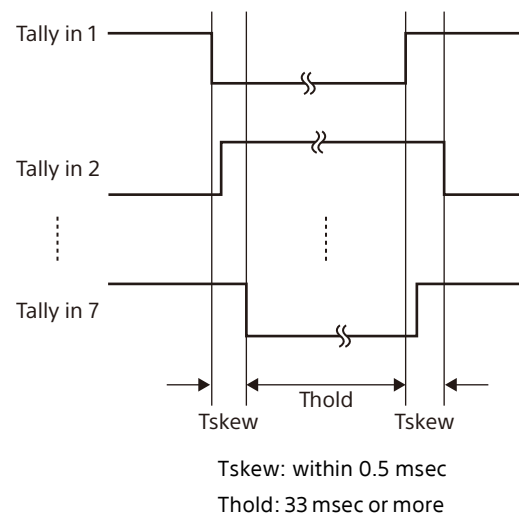 Tally in 1
Tally in 2
Tally in 7
Thold
Tskew Tskew
Tskew: within 0.5 msec
Thold: 33 msec or more